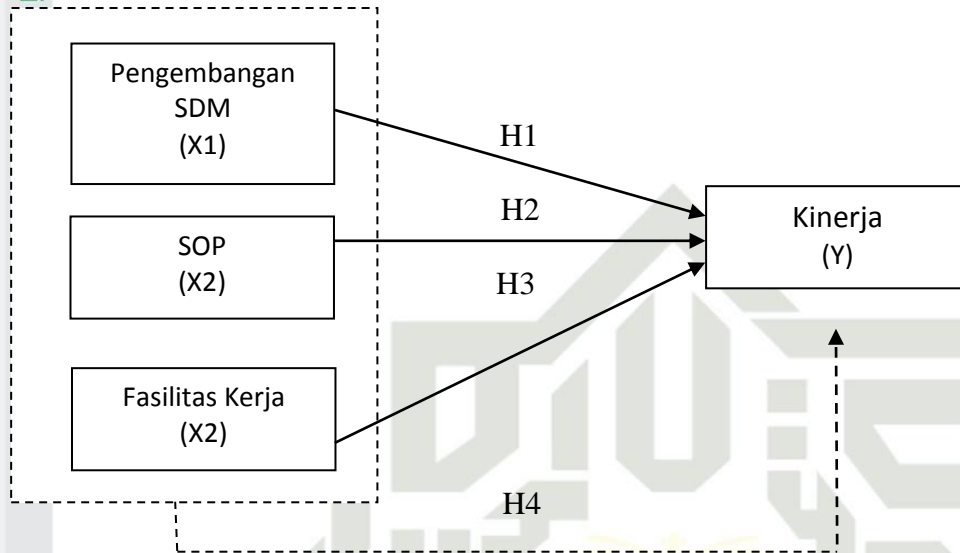 Pengembangan
SDM
(X1)
H1
SOP
(X2)
H2
Fasilitas Kerja
(X2)
H3
Kinerja
(Y)
H4